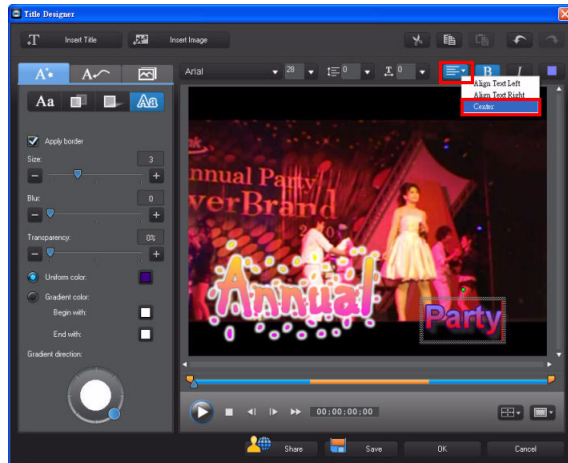 Title Designer
Insert Title
Insert Image
Arial
28
0
0
B
I
Align Text Left
Align Text Right
Center
Aa
Apply border
Size:
3
Blur:
0
Transparency:
0%
Uniform color:
Gradient color:
Begin with:
End with:
Gradient direction:
nnual Party
verBrand
Annual
Party
00:00:00:00
Share
Save
OK
Cancel